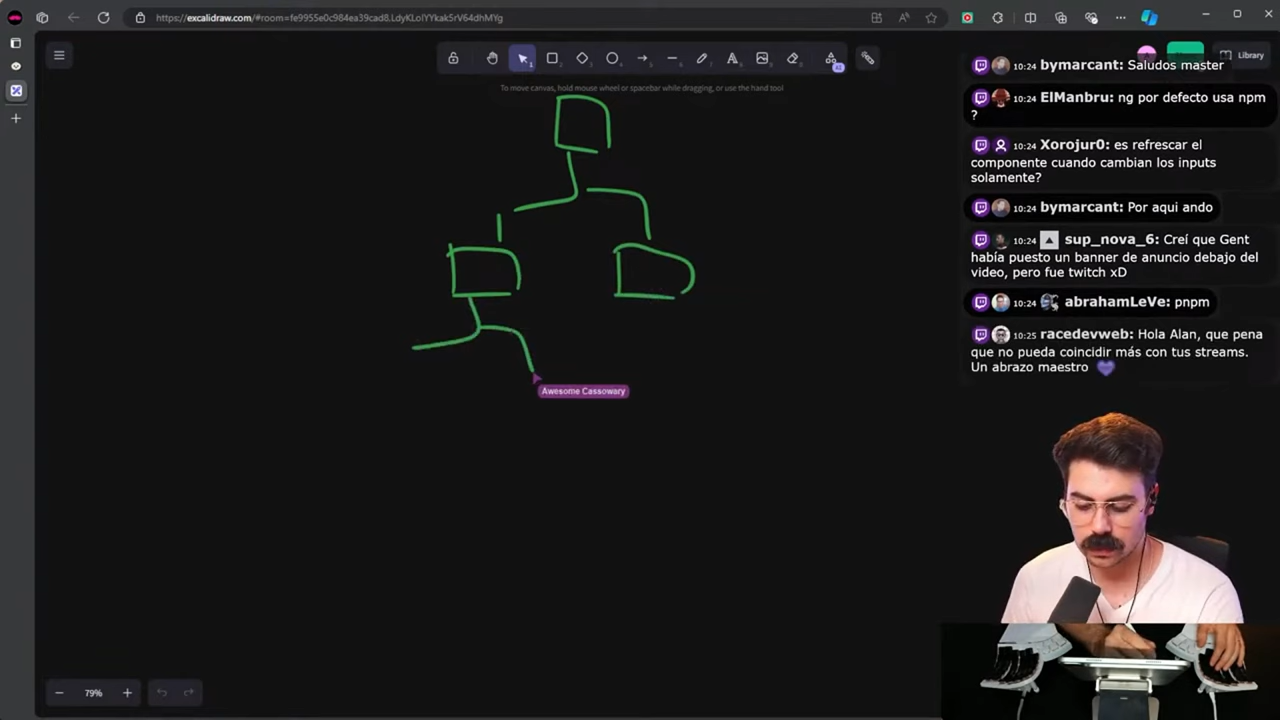 https://excalidraw.com/#room=fe9955e0c984ea39cad8.LdyKLolYYkak5rV64dhMYg
Library
To move canvas, hold mouse wheel or spacebar while dragging, or use the hand tool
10:24 bymarcant: Saludos master
10:24 ElManbru: ng por defecto usa npm
?
10:24 Xorojur0: es refrescar el
componente cuando cambian los inputs
solamente?
10:24 bymarcant: Por aqui ando
10:24 sup_nova_6: Creí que Gent
había puesto un banner de anuncio debajo del
video, pero fue twitch xD
10:24 abrahamLeVe: pnpm
10:25 racedevweb: Hola Alan, que pena
que no pueda coincidir más con tus streams.
Un abrazo maestro
Awesome Cassowary
79%